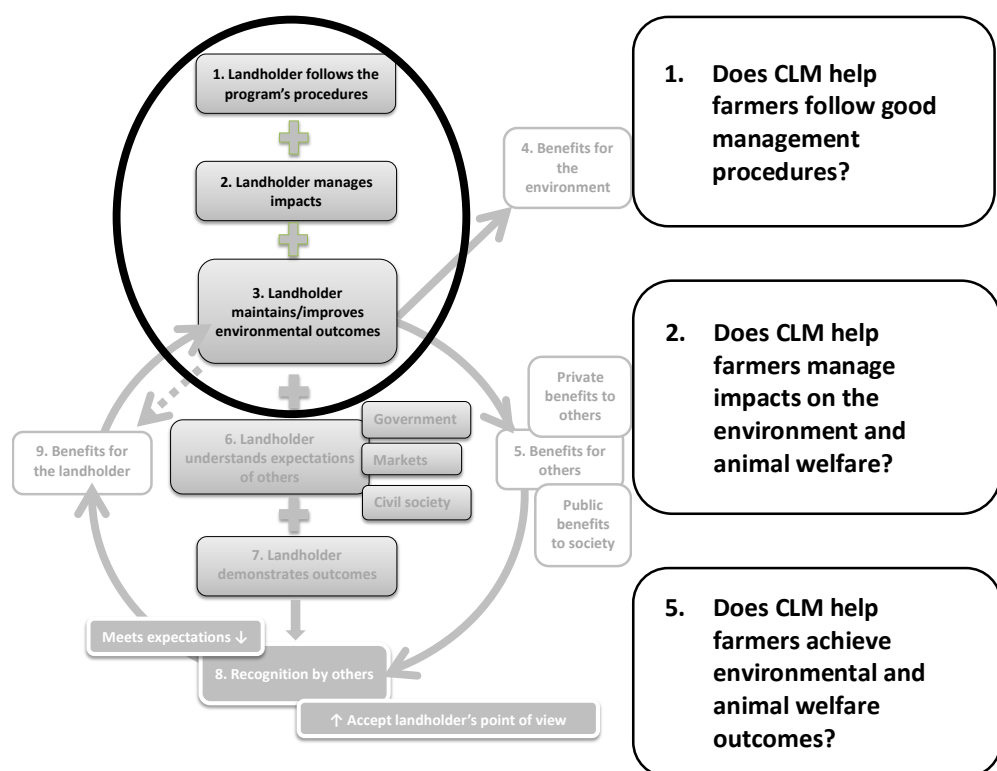 1. Landholder follows the
program's procedures
2. Landholder manages
impacts
3. Landholder
maintains/improves
environmental outcomes
4. Benefits for
the
environment
Private
benefits to
others
5. Benefits for
others
Public
benefits
to society
Government
Markets
Civil society
6. Landholder
understands expectations
of others
9. Benefits for
the landholder
7. Landholder
demonstrates outcomes
Meets expectations ↓
8. Recognition by others
↑ Accept landholder's point of view
1. Does CLM help
farmers follow good
management
procedures?
2. Does CLM help
farmers manage
impacts on the
environment and
animal welfare?
5. Does CLM help
farmers achieve
environmental and
animal welfare
outcomes?